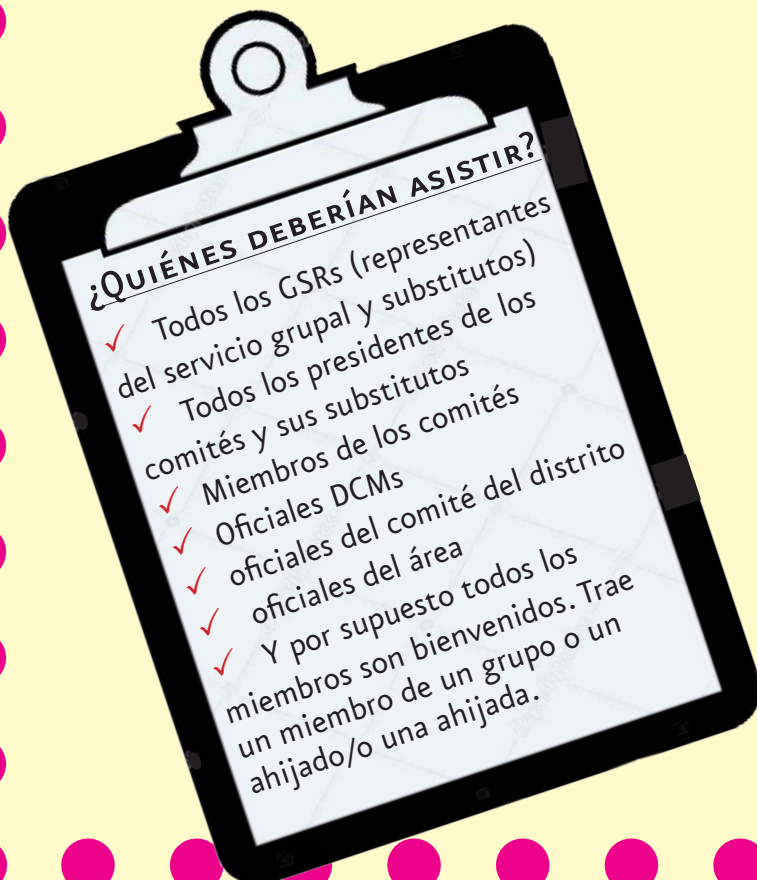 ¿Quiénes deberían asistir?
✓ Todos los GSRs (representantes
del servicio grupal y substitutos)
✓ Todos los presidentes de los
comités y sus substitutos
✓ Miembros de los comités
✓ Oficiales DCMs
✓ oficiales del comité del distrito
✓ oficiales del área
✓ Y por supuesto todos los
miembros son bienvenidos. Trae
un miembro de un grupo o un
ahijado/o una ahijada.